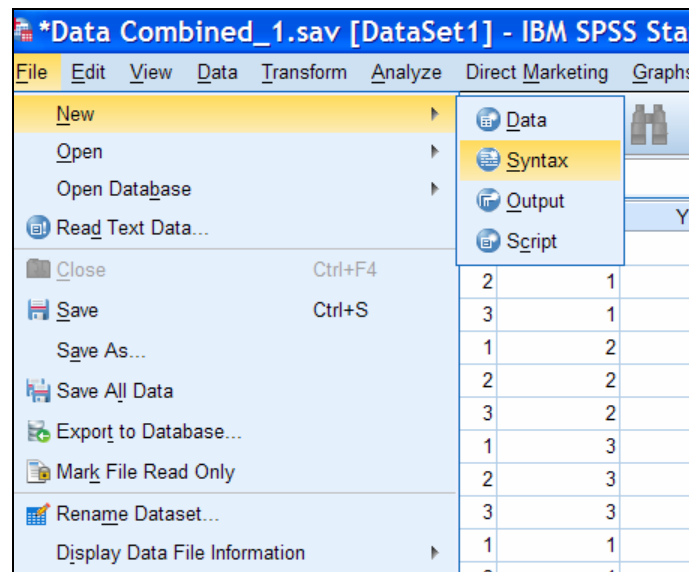 *Data Combined_1.sav [DataSet1] - IBM SPSS Sta
File Edit View Data Transform Analyze Direct Marketing Graphs
New
Open
Open Database
Read Text Data...
Close Ctrl+F4
Save Ctrl+S
Save As...
Save All Data
Export to Database...
Mark File Read Only
Rename Dataset...
Display Data File Information
Data
Syntax
Output
Script
Y
2 1
3 1
1 2
2 2
3 2
1 3
2 3
3 3
1 1